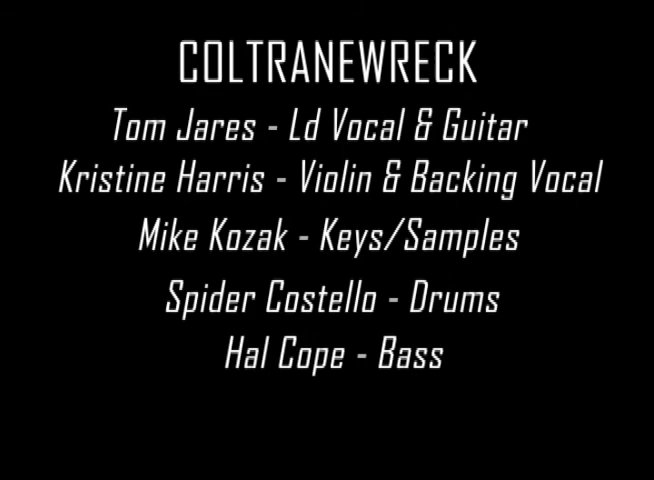 COLTRANEWRECK
Tom Jares - Ld Vocal & Guitar
Kristine Harris - Violin & Backing Vocal
Mike Kozak - Keys/Samples
Spider Costello - Drums
Hal Cope - Bass